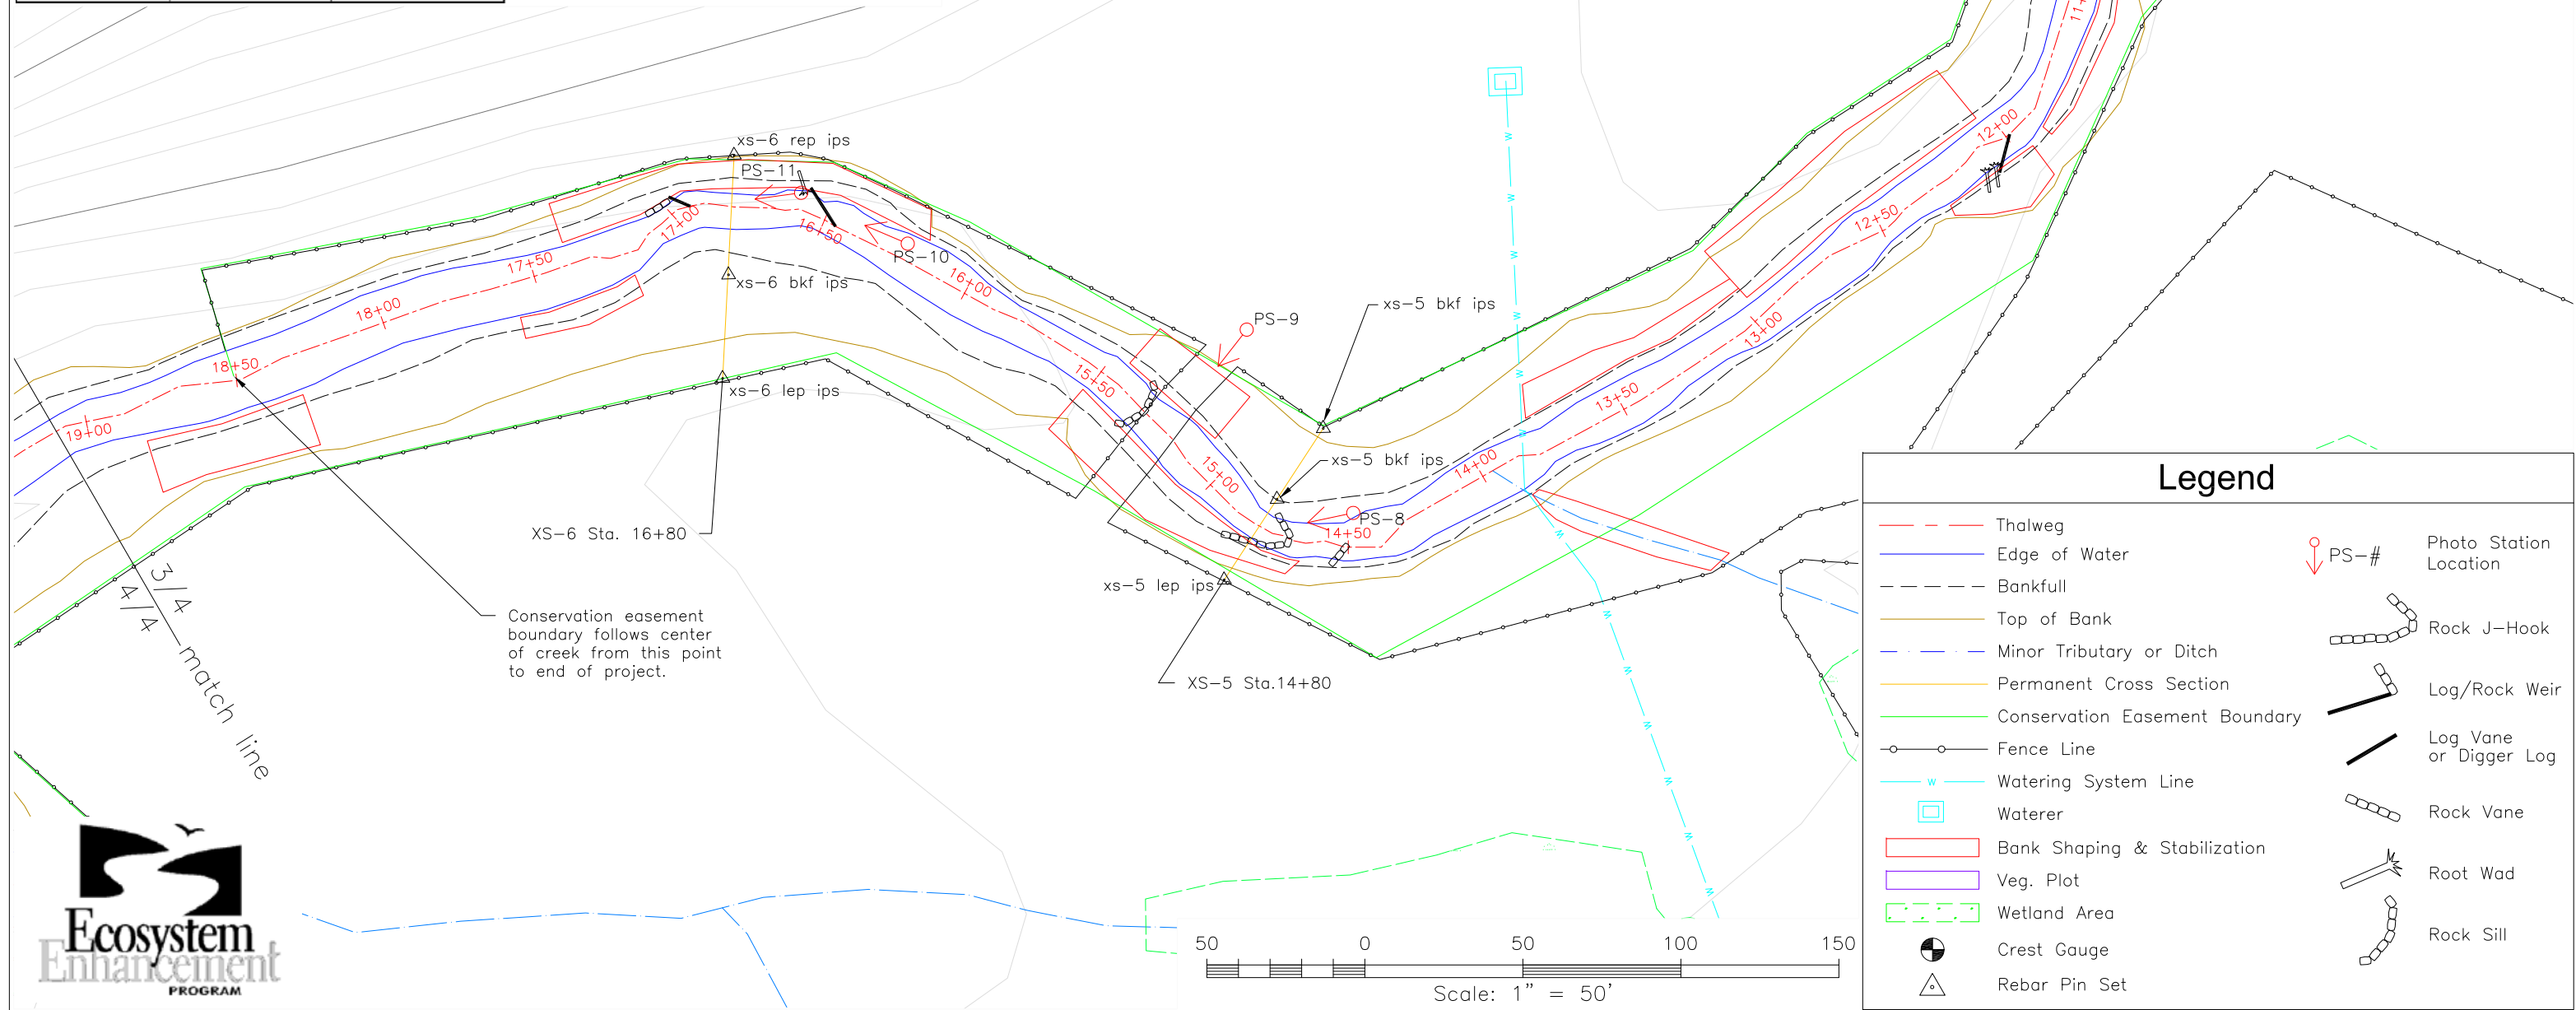 xs-6 rep ips
PS-11
16+50
17+00
PS-10
17+50
xs-6 bkf ips
16+00
18+00
PS-9
xs-5 bkf ips
18+50
15+50
xs-6 lep ips
19+00
11+
12+00
12+50
13+00
13+50
14+00
15+00
xs-5 bkf ips
PS-8
14+50
XS-6 Sta. 16+80
xs-5 lep ips
XS-5 Sta.14+80
3/4
4/4
match line
Conservation easement
boundary follows center
of creek from this point
to end of project.
W
W
W
W
W
W
W
W
W
W
W
W
Ecosystem
Enhancement
PROGRAM
50 0 50 100 150
Scale: 1" = 50'
Legend
Thalweg
Edge of Water
Bankfull
Top of Bank
Minor Tributary or Ditch
Permanent Cross Section
Conservation Easement Boundary
Fence Line
W Watering System Line
Waterer
Bank Shaping & Stabilization
Veg. Plot
Wetland Area
Crest Gauge
Rebar Pin Set
PS-# Photo Station
Location
Rock J-Hook
Log/Rock Weir
Log Vane
or Digger Log
Rock Vane
Root Wad
Rock Sill